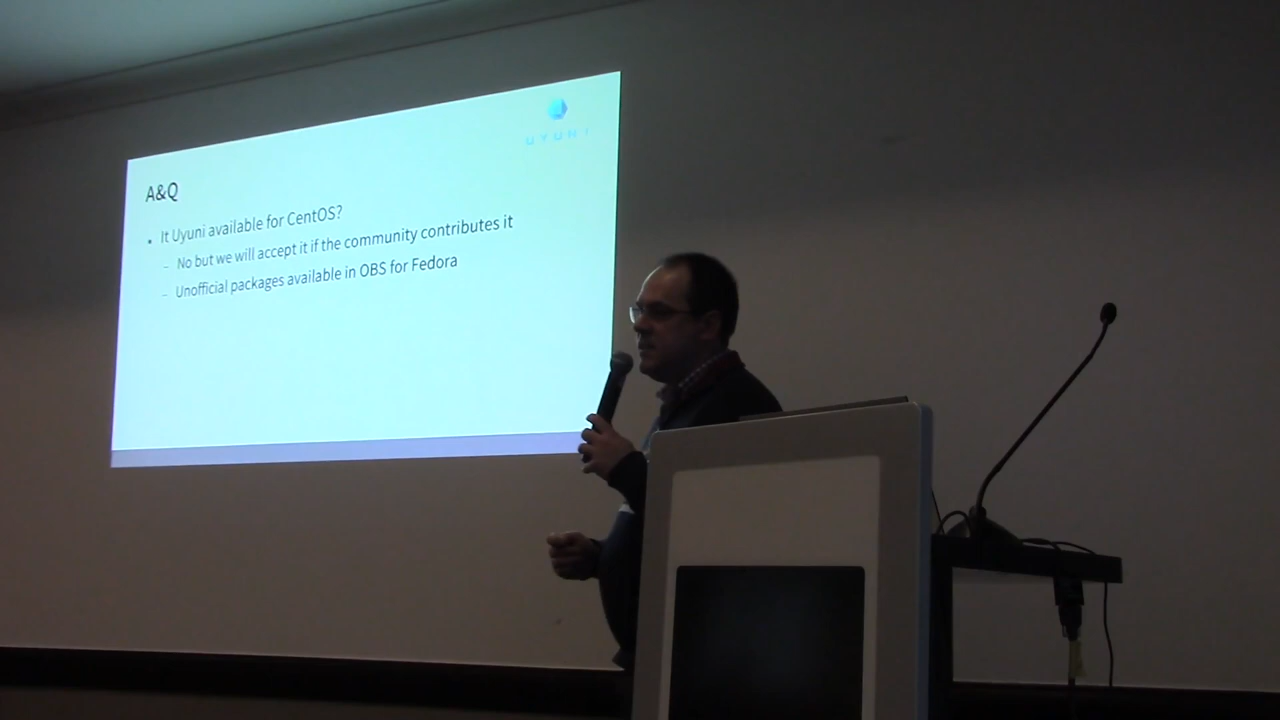 UYUNI
A&Q
• It Uyuni available for CentOS?
– No but we will accept it if the community contributes it
– Unofficial packages available in OBS for Fedora